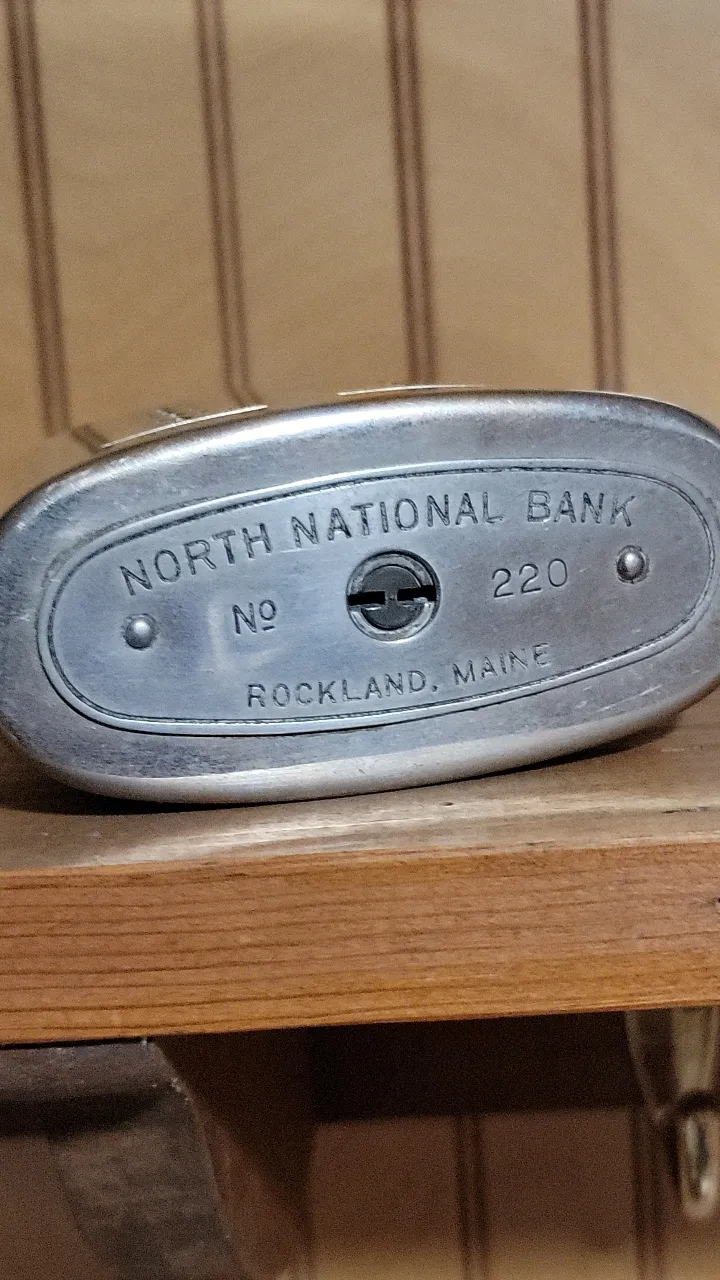 NORTH NATIONAL BANK
Nº 220
ROCKLAND, MAINE